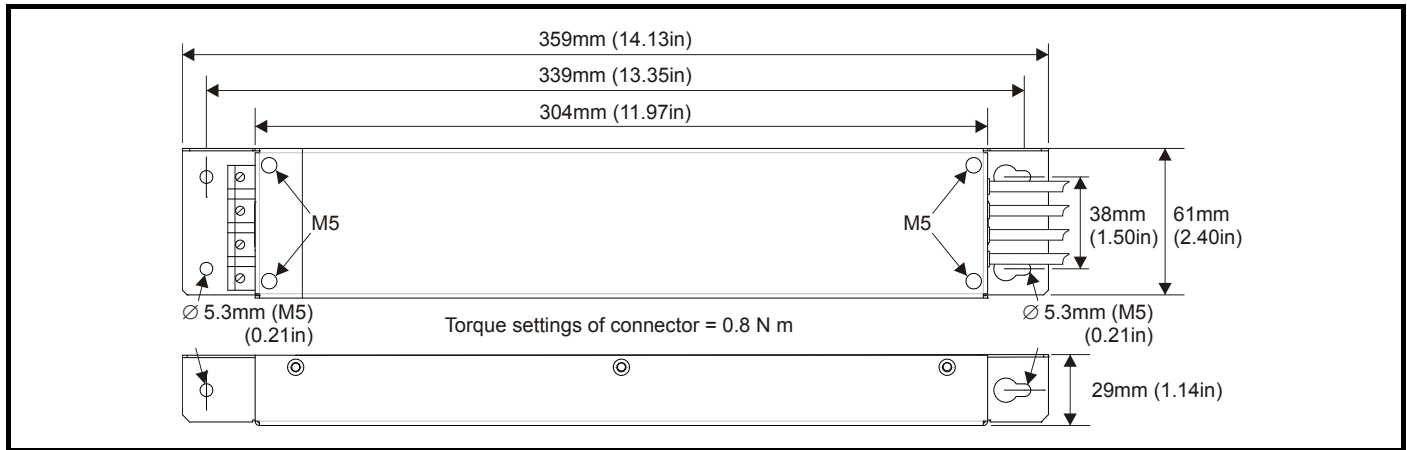 359mm (14.13in)
339mm (13.35in)
304mm (11.97in)
M5
M5
38mm
(1.50in)
61mm
(2.40in)
∅ 5.3mm (M5)
(0.21in)
Torque settings of connector = 0.8 N m
∅ 5.3mm (M5)
(0.21in)
29mm (1.14in)